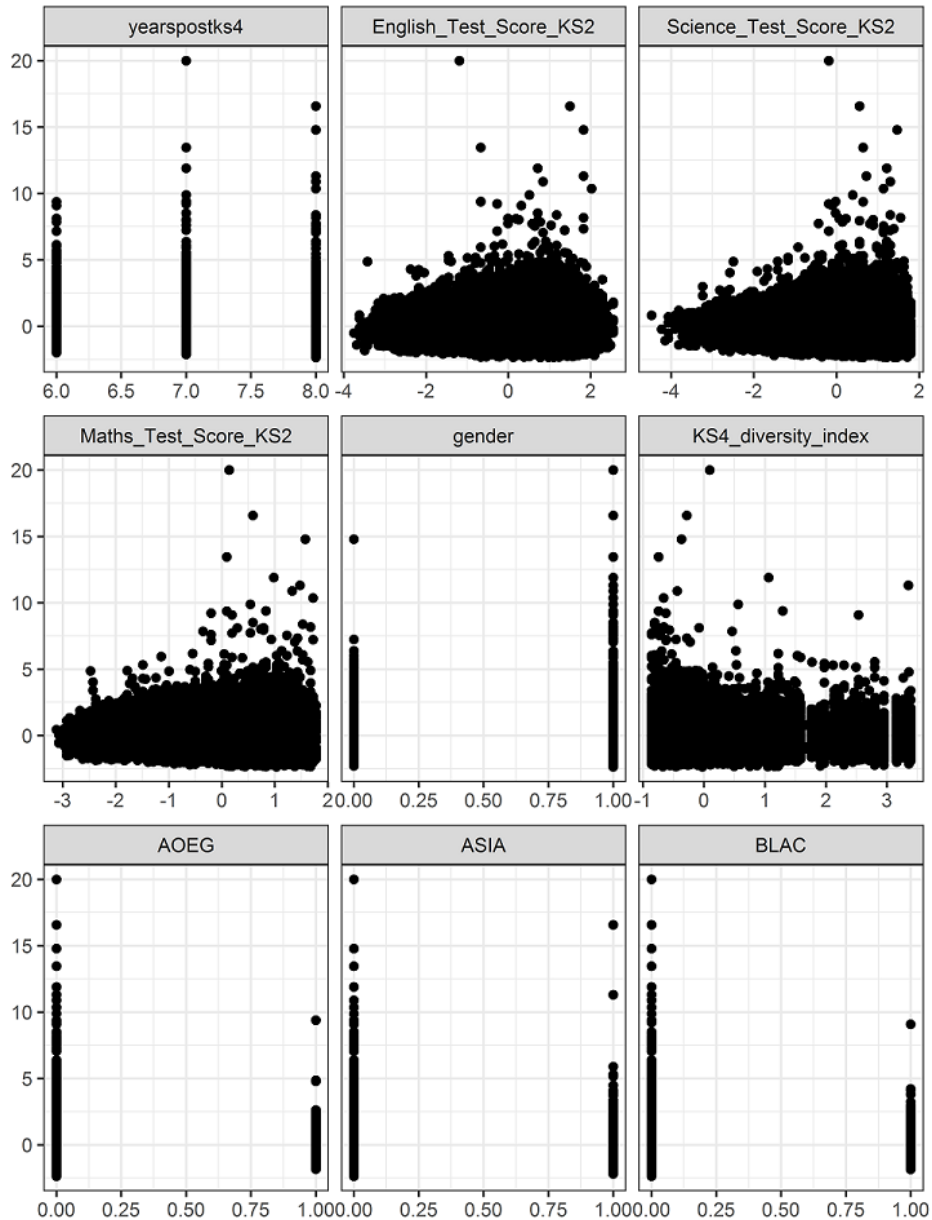 yearspostks4 English_Test_Score_KS2 Science_Test_Score_KS2
20
15
10
5
0
6.0 6.5 7.0 7.5 8.0 -4 -2 0 2 -4 -2 0 2
Maths_Test_Score_KS2 gender KS4_diversity_index
20
15
10
5
0
-3 -2 -1 0 1 2 0.00 0.25 0.50 0.75 1.00 -1 0 1 2 3
AOEG ASIA BLAC
20
15
10
5
0
0.00 0.25 0.50 0.75 1.00 0.00 0.25 0.50 0.75 1.00 0.00 0.25 0.50 0.75 1.00